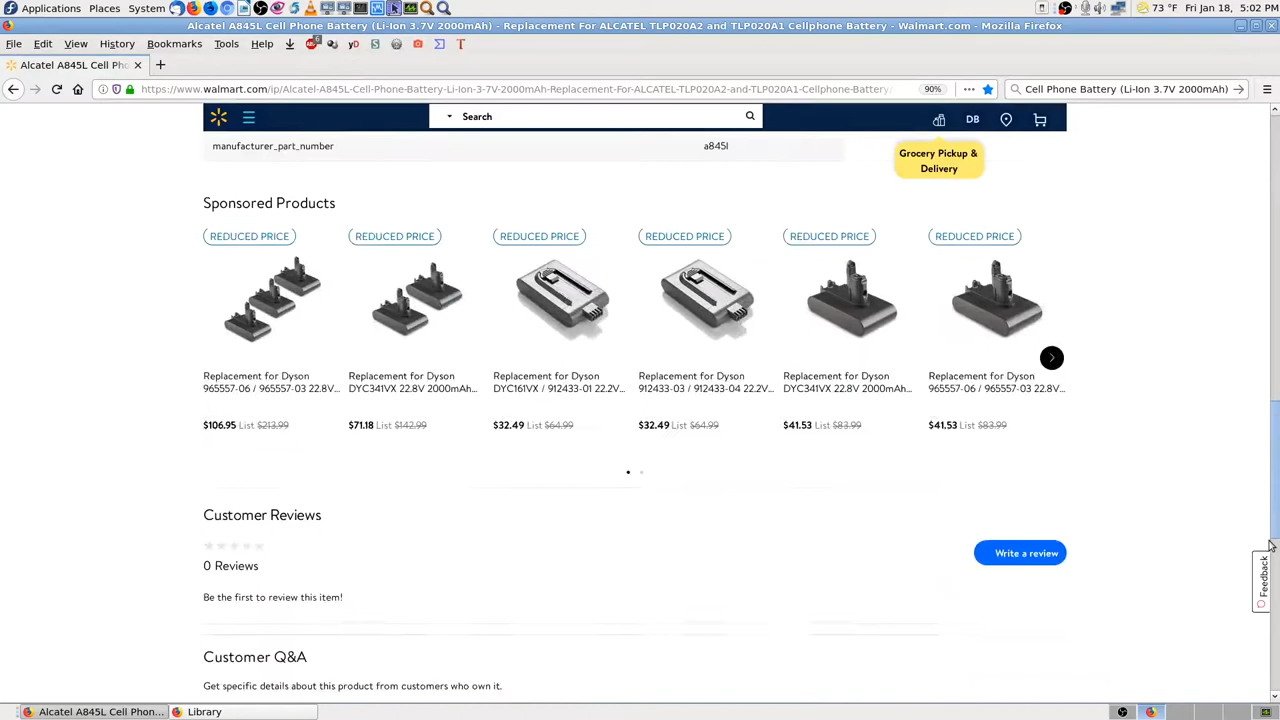 Applications Places System 73 °F Fri Jan 18, 5:02 PM
Alcatel A845L Cell Phone Battery (Li-Ion 3.7V 2000mAh) - Replacement For ALCATEL TLP020A2 and TLP020A1 Cellphone Battery - Walmart.com - Mozilla Firefox
File Edit View History Bookmarks Tools Help
Alcatel A845L Cell Pho
https://www.walmart.com/ip/Alcatel-A845L-Cell-Phone-Battery-Li-Ion-3-7V-2000mAh-Replacement-For-ALCATEL-TLP020A2-and-TLP020A1-Cellphone-Battery/ 90% Cell Phone Battery (Li-Ion 3.7V 2000mAh)
Search DB
manufacturer_part_number a845l
Grocery Pickup &
Delivery
Sponsored Products
REDUCED PRICE REDUCED PRICE REDUCED PRICE REDUCED PRICE REDUCED PRICE REDUCED PRICE
Replacement for Dyson Replacement for Dyson Replacement for Dyson Replacement for Dyson Replacement for Dyson Replacement for Dyson
965557-06 / 965557-03 22.8V... DYC341VX 22.8V 2000mAh... DYC161VX / 912433-01 22.2V... 912433-03 / 912433-04 22.2V... DYC341VX 22.8V 2000mAh... 965557-06 / 965557-03 22.8V...
$106.95 List $213.99 $71.18 List $142.99 $32.49 List $64.99 $32.49 List $64.99 $41.53 List $83.99 $41.53 List $83.99
Customer Reviews
Write a review
0 Reviews
Feedback
Be the first to review this item!
Customer Q&A
Get specific details about this product from customers who own it.
Alcatel A845L Cell Phon... Library